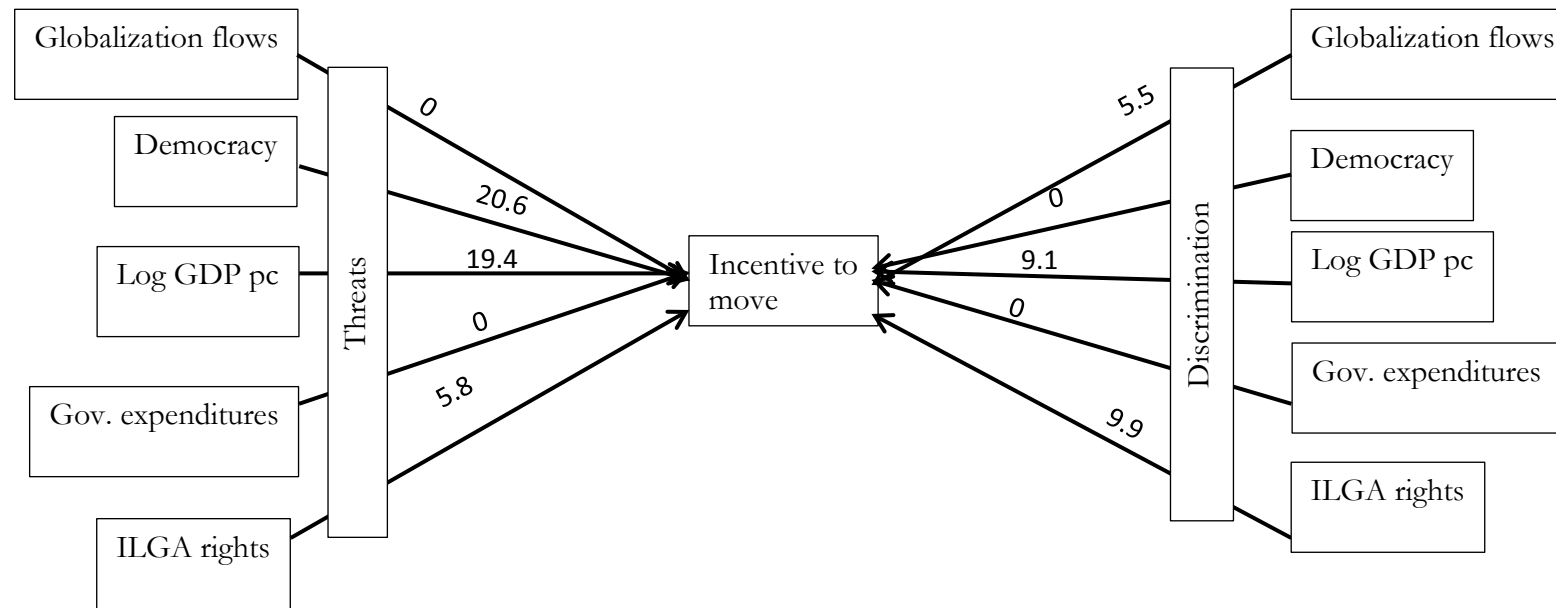 Globalization flows
Democracy
Log GDP pc
Gov. expenditures
ILGA rights
Threats
0
20.6
19.4
0
5.8
Incentive to
move
5.5
0
9.1
0
9.9
Discrimination
Globalization flows
Democracy
Log GDP pc
Gov. expenditures
ILGA rights